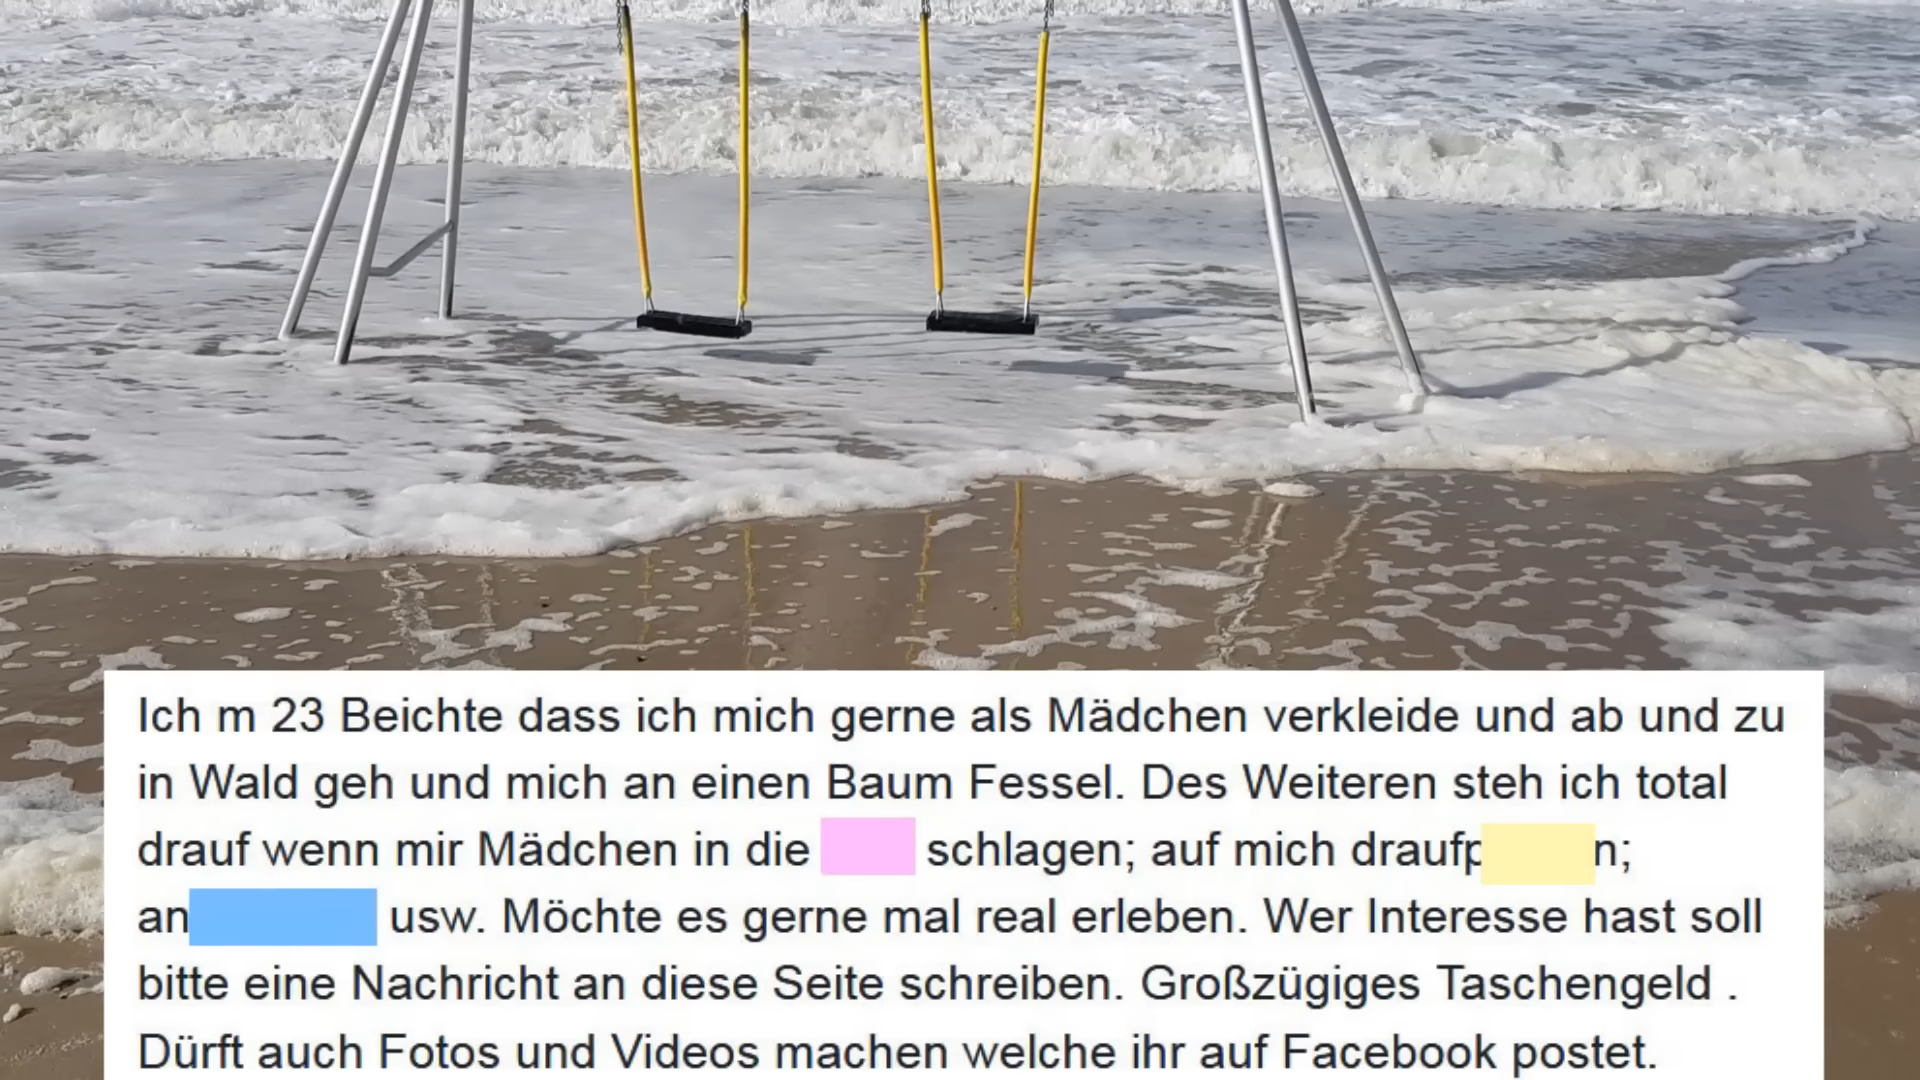 Ich m 23 Beichte dass ich mich gerne als Mädchen verkleide und ab und zu
in Wald geh und mich an einen Baum Fessel. Des Weiteren steh ich total
drauf wenn mir Mädchen in die schlagen; auf mich draufp n;
an usw. Möchte es gerne mal real erleben. Wer Interesse hast soll
bitte eine Nachricht an diese Seite schreiben. Großzügiges Taschengeld .
Dürft auch Fotos und Videos machen welche ihr auf Facebook postet.